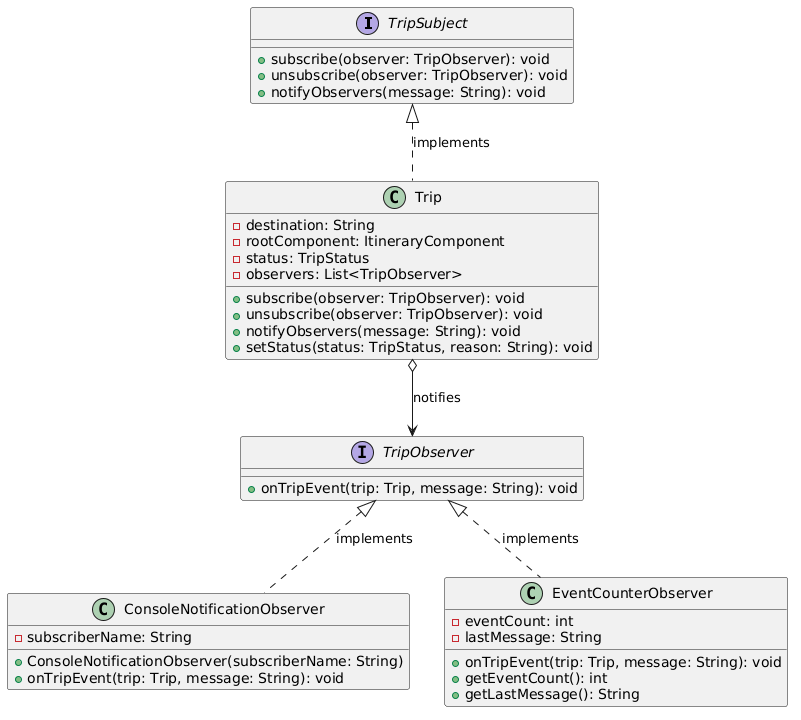 I TripSubject
subscribe(observer: TripObserver): void
unsubscribe(observer: TripObserver): void
notifyObservers(message: String): void
implements
C Trip
destination: String
rootComponent: ItineraryComponent
status: TripStatus
observers: List<TripObserver>
subscribe(observer: TripObserver): void
unsubscribe(observer: TripObserver): void
notifyObservers(message: String): void
setStatus(status: TripStatus, reason: String): void
notifies
I TripObserver
onTripEvent(trip: Trip, message: String): void
implements
implements
C ConsoleNotificationObserver
subscriberName: String
ConsoleNotificationObserver(subscriberName: String)
onTripEvent(trip: Trip, message: String): void
C EventCounterObserver
eventCount: int
lastMessage: String
onTripEvent(trip: Trip, message: String): void
getEventCount(): int
getLastMessage(): String